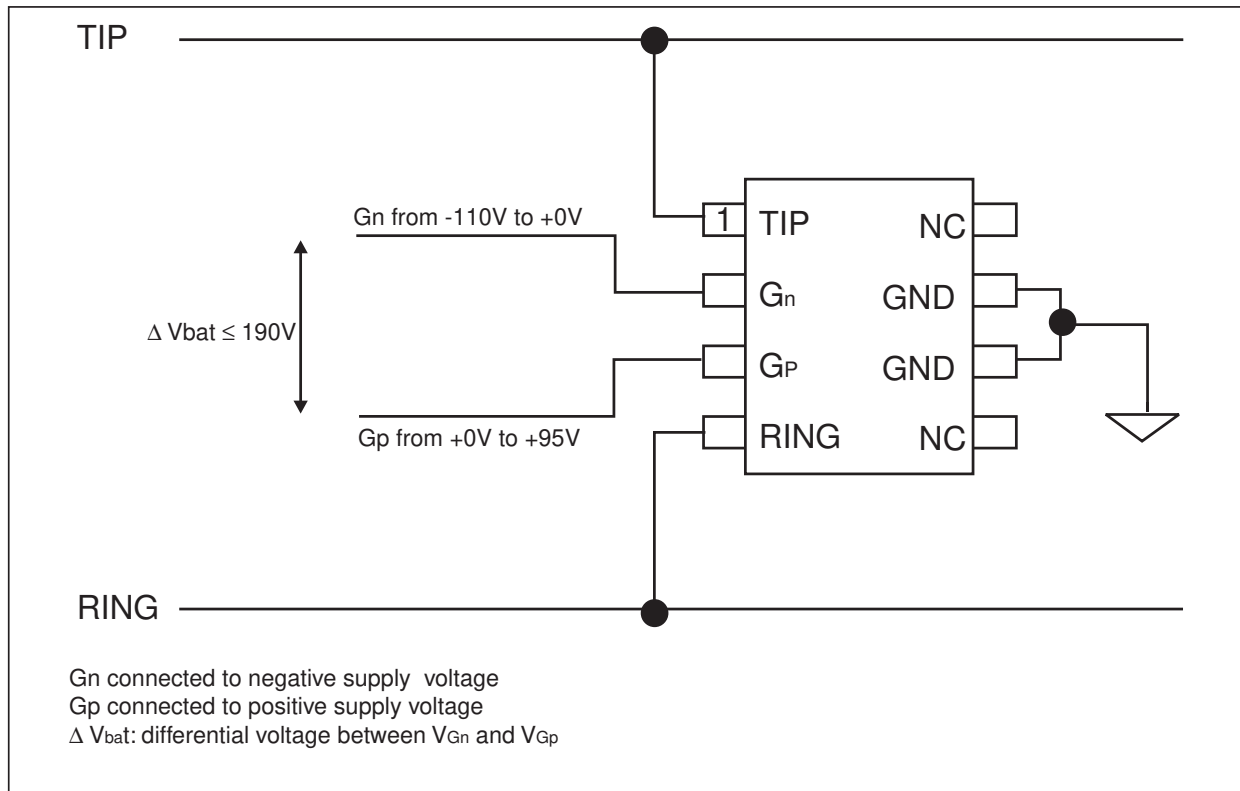 TIP
Gn from -110V to +0V
1
TIP
NC
Gn
GND
Δ Vbat ≤ 190V
GP
GND
Gp from +0V to +95V
RING
NC
RING
Gn connected to negative supply voltage
Gp connected to positive supply voltage
Δ Vbat: differential voltage between VGn and VGp